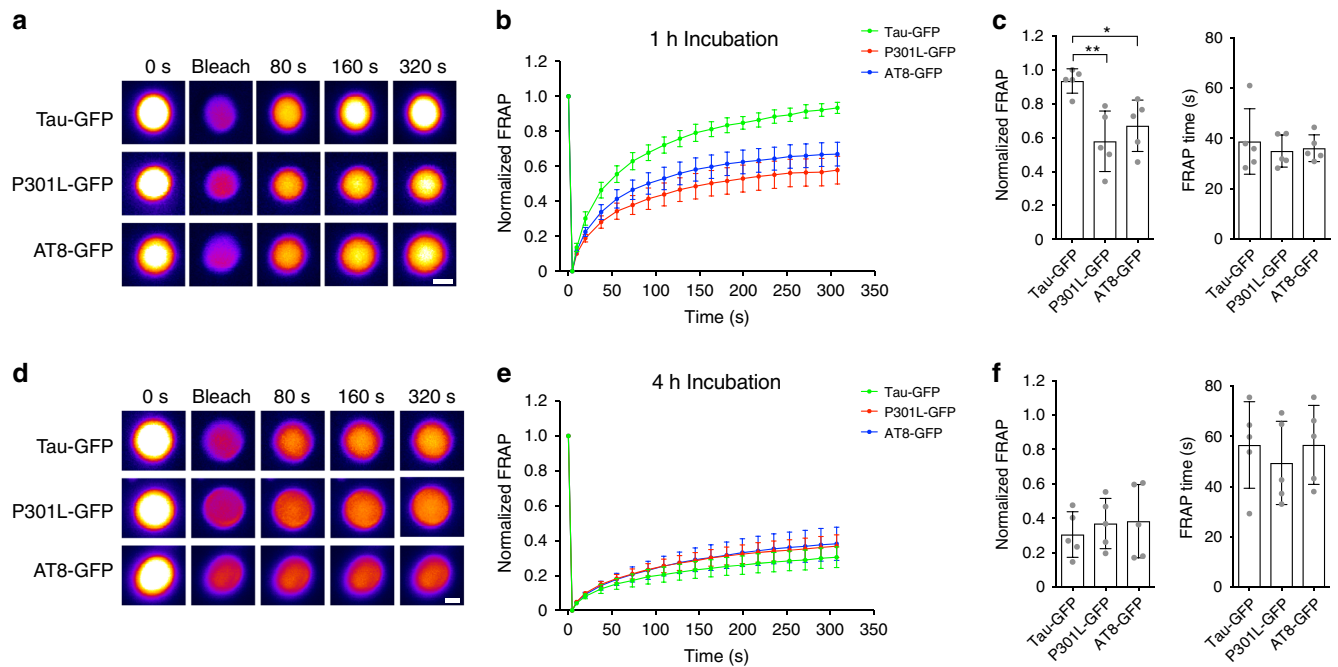 a
0 s Bleach 80 s 160 s 320 s
Tau-GFP
P301L-GFP
AT8-GFP
b
1 h Incubation
Tau-GFP
P301L-GFP
AT8-GFP
Normalized FRAP
1.2
1.0
0.8
0.6
0.4
0.2
0
0 50 100 150 200 250 300 350
Time (s)
c
Normalized FRAP
1.2
1.0
0.8
0.6
0.4
0.2
0
*
**
Tau-GFP
P301L-GFP
AT8-GFP
FRAP time (s)
80
60
40
20
0
Tau-GFP
P301L-GFP
AT8-GFP
d
0 s Bleach 80 s 160 s 320 s
Tau-GFP
P301L-GFP
AT8-GFP
e
4 h Incubation
Tau-GFP
P301L-GFP
AT8-GFP
Normalized FRAP
1.2
1.0
0.8
0.6
0.4
0.2
0
0 50 100 150 200 250 300 350
Time (s)
f
Normalized FRAP
1.2
1.0
0.8
0.6
0.4
0.2
0
Tau-GFP
P301L-GFP
AT8-GFP
FRAP time (s)
80
60
40
20
0
Tau-GFP
P301L-GFP
AT8-GFP